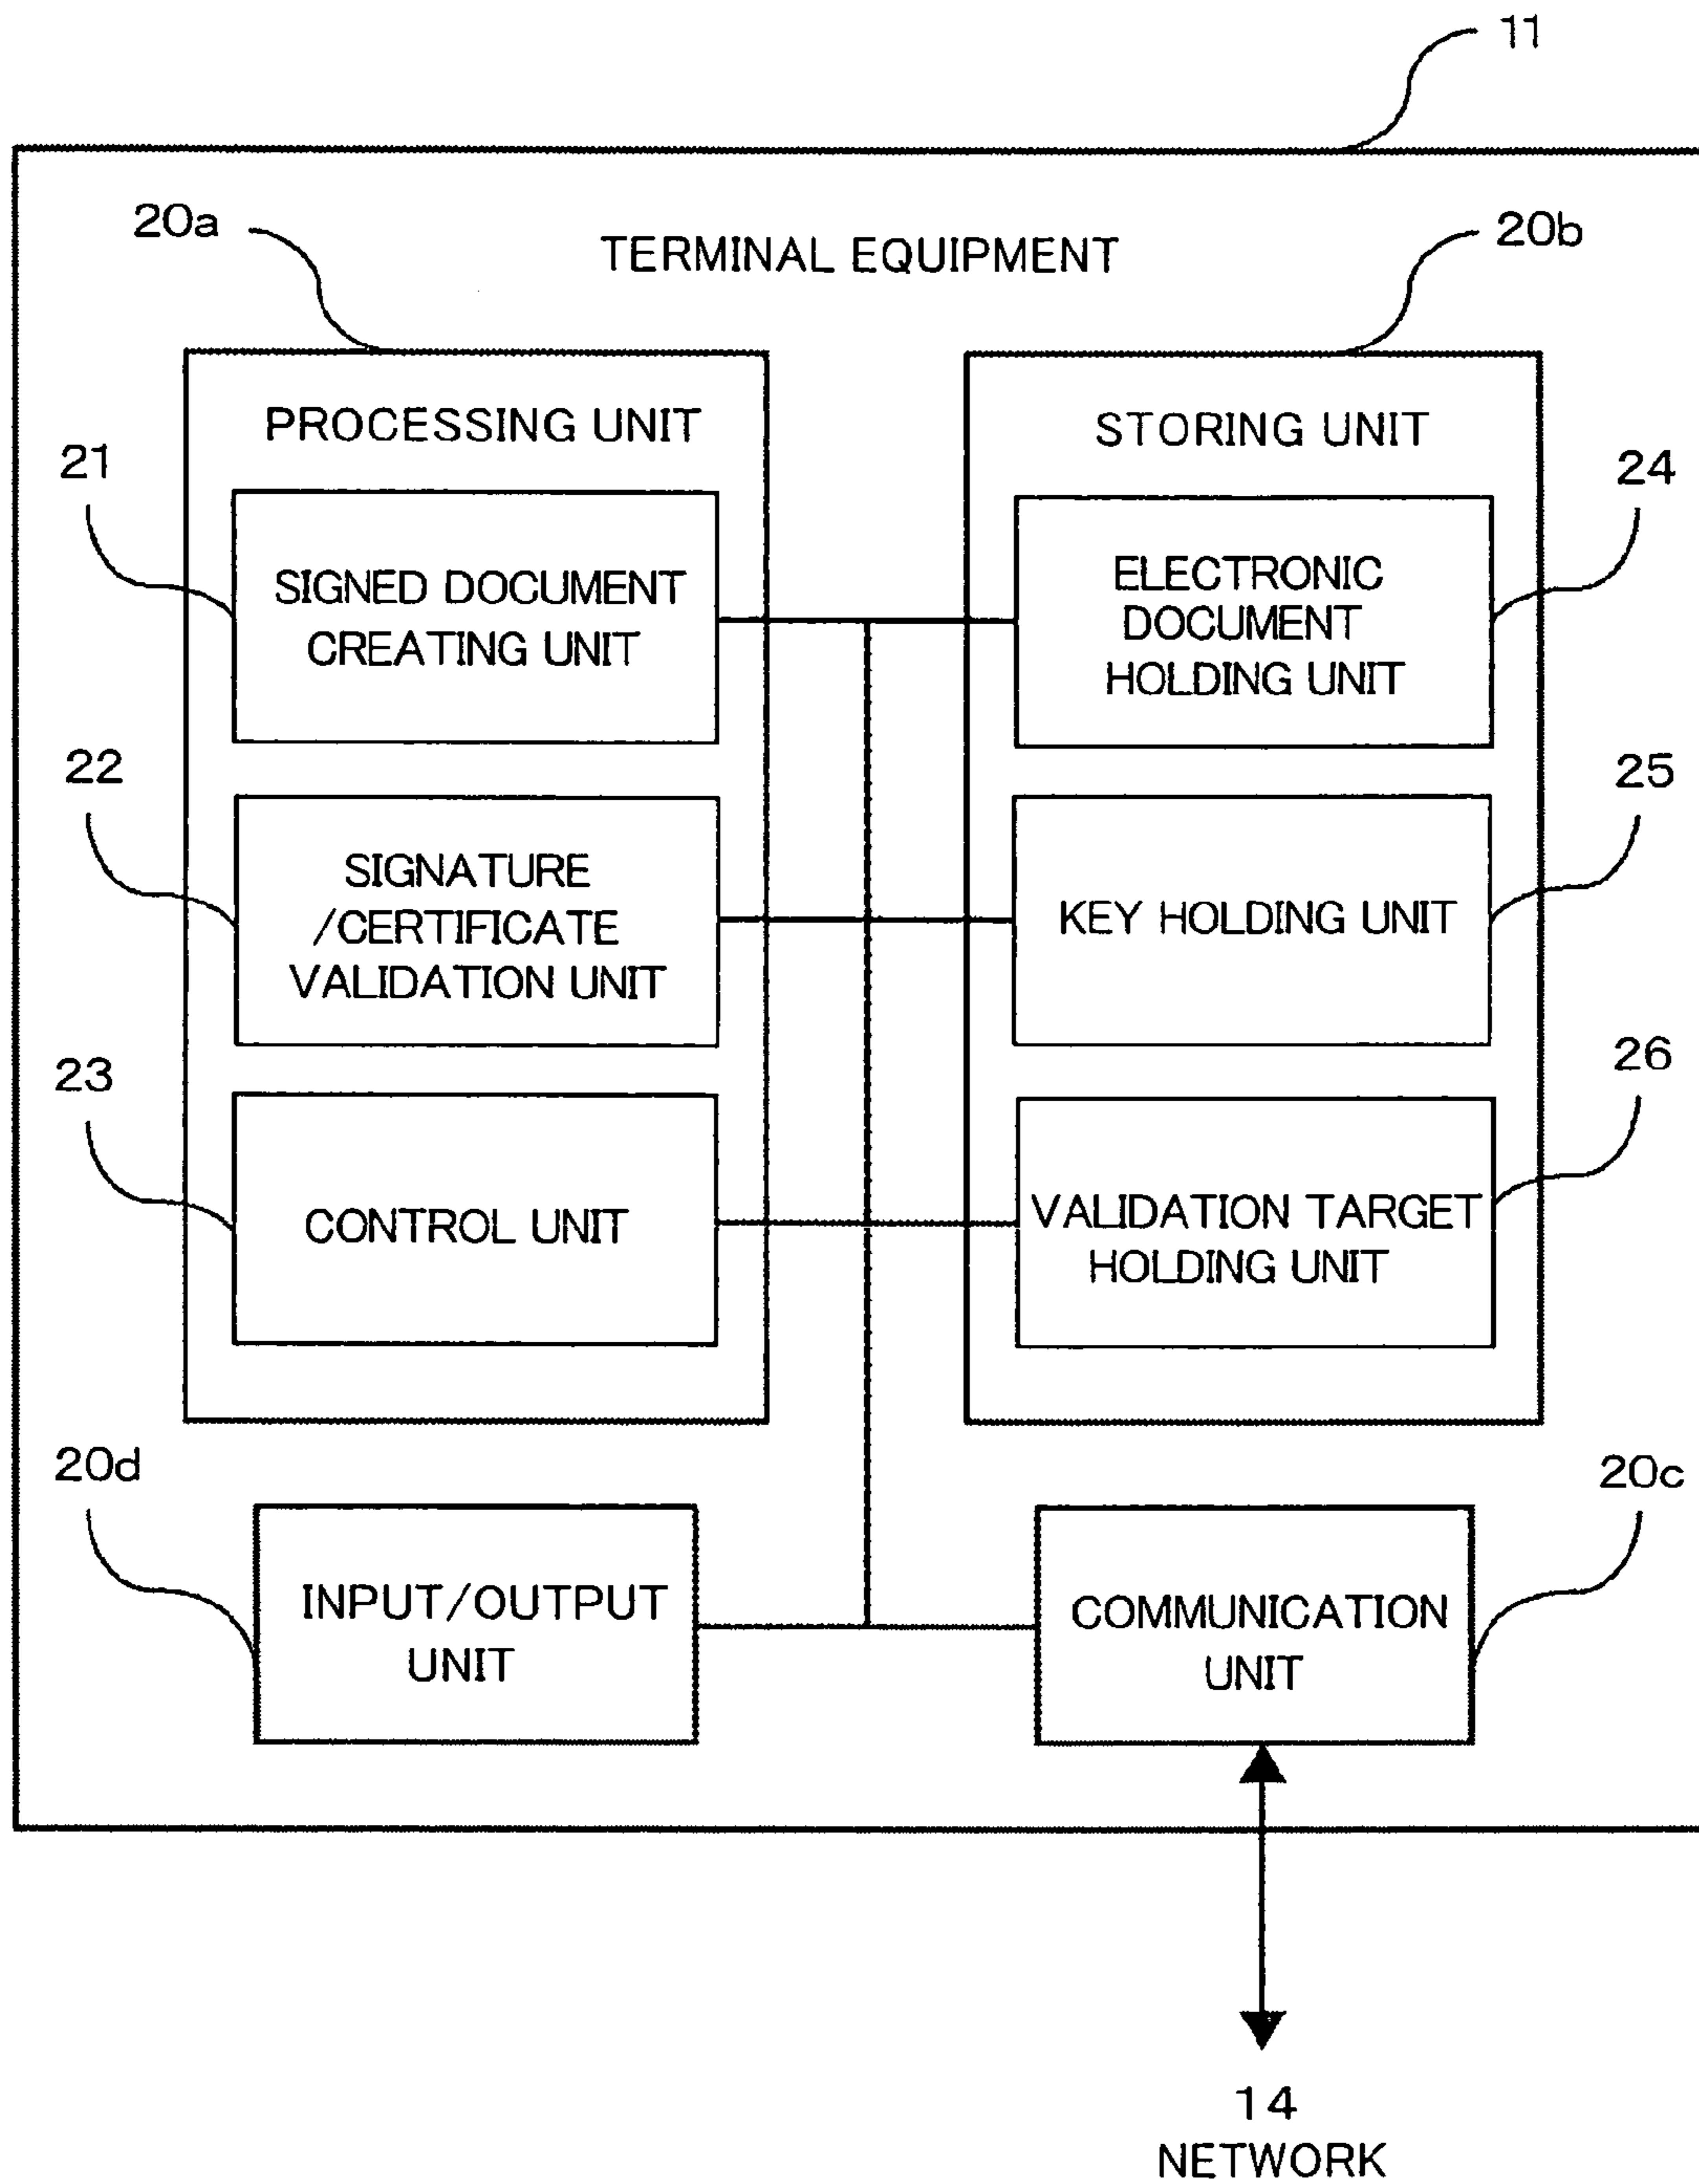 11
20a
TERMINAL EQUIPMENT
20b
PROCESSING UNIT
STORING UNIT
21
SIGNED DOCUMENT
CREATING UNIT
24
ELECTRONIC
DOCUMENT
HOLDING UNIT
22
SIGNATURE
/CERTIFICATE
VALIDATION UNIT
25
KEY HOLDING UNIT
23
CONTROL UNIT
26
VALIDATION TARGET
HOLDING UNIT
20d
INPUT/OUTPUT
UNIT
20c
COMMUNICATION
UNIT
14
NETWORK